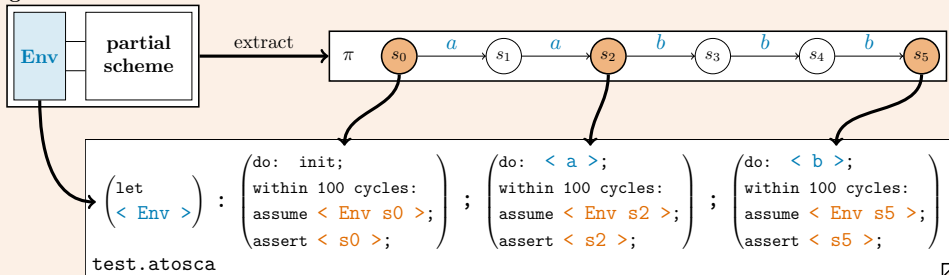 Env
partial
scheme
extract
π s0 a s1 a s2 b s3 b s4 b s5
let
< Env >
:
do: init;
within 100 cycles:
assume < Env s0 >;
assert < s0 >;
;
do: < a >;
within 100 cycles:
assume < Env s2 >;
assert < s2 >;
;
do: < b >;
within 100 cycles:
assume < Env s5 >;
assert < s5 >;
test.atosca